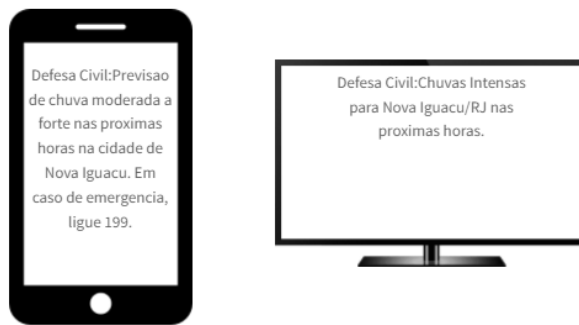 Defesa Civil:Previsao
de chuva moderada a
forte nas proximas
horas na cidade de
Nova Iguacu. Em
caso de emergencia,
ligue 199.
Defesa Civil:Chuvas Intensas
para Nova Iguacu/RJ nas
proximas horas.